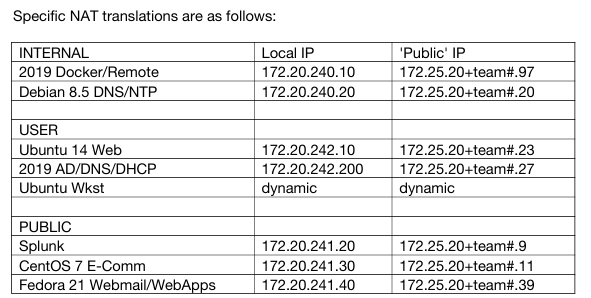 Specific NAT translations are as follows:
INTERNAL Local IP 'Public' IP
2019 Docker/Remote 172.20.240.10 172.25.20+team#.97
Debian 8.5 DNS/NTP 172.20.240.20 172.25.20+team#.20
USER
Ubuntu 14 Web 172.20.242.10 172.25.20+team#.23
2019 AD/DNS/DHCP 172.20.242.200 172.25.20+team#.27
Ubuntu Wkst dynamic dynamic
PUBLIC
Splunk 172.20.241.20 172.25.20+team#.9
CentOS 7 E-Comm 172.20.241.30 172.25.20+team#.11
Fedora 21 Webmail/WebApps 172.20.241.40 172.25.20+team#.39